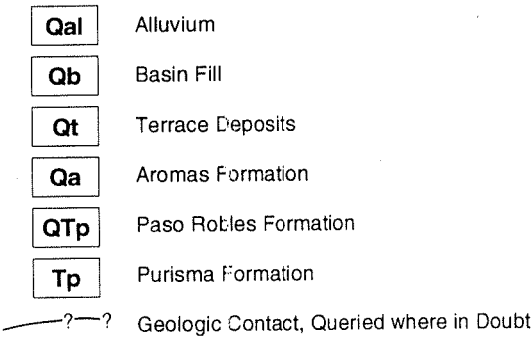 Qal Alluvium
Qb Basin Fill
Qt Terrace Deposits
Qa Aromas Formation
QTp Paso Robles Formation
Tp Purisma Formation
?—? Geologic Contact, Queried where in Doubt